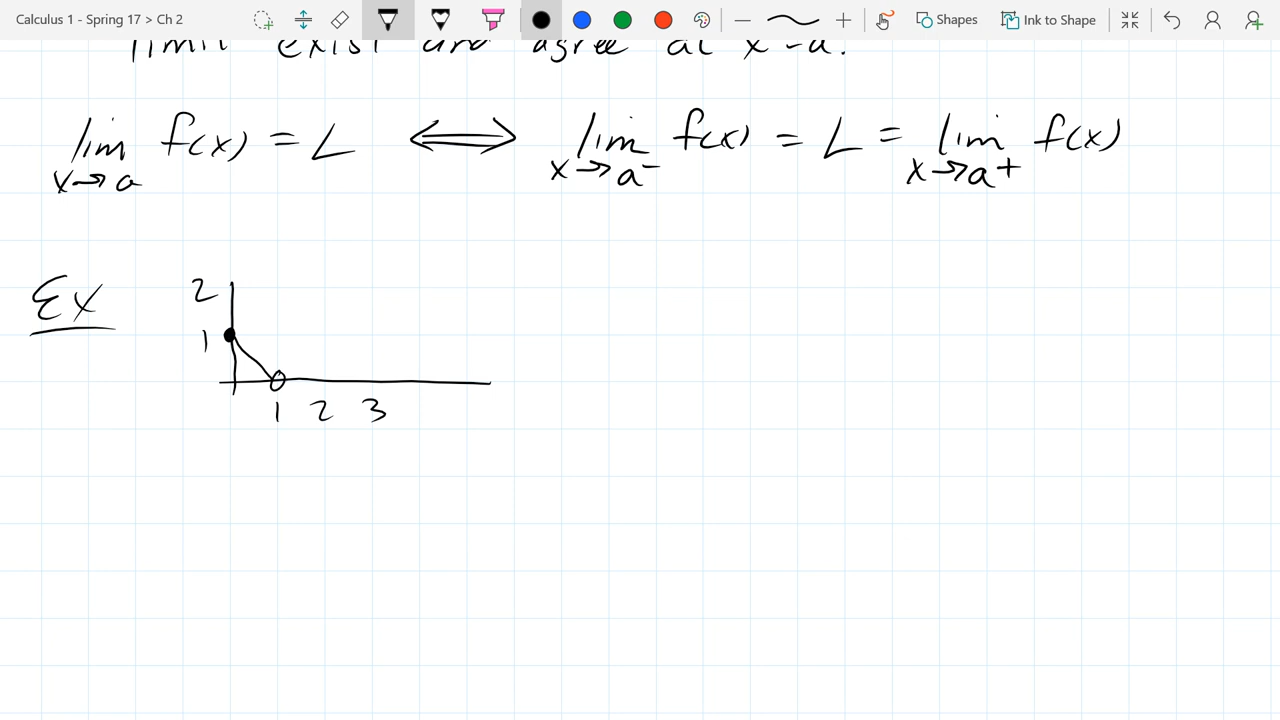 Calculus 1 - Spring 17 > Ch 2
Shapes
Ink to Shape
limit exist and agree at x=a.
lim f(x) = L ⟺ lim f(x) = L = lim f(x)
x→a x→a⁻ x→a⁺
Ex
2
1
1 2 3